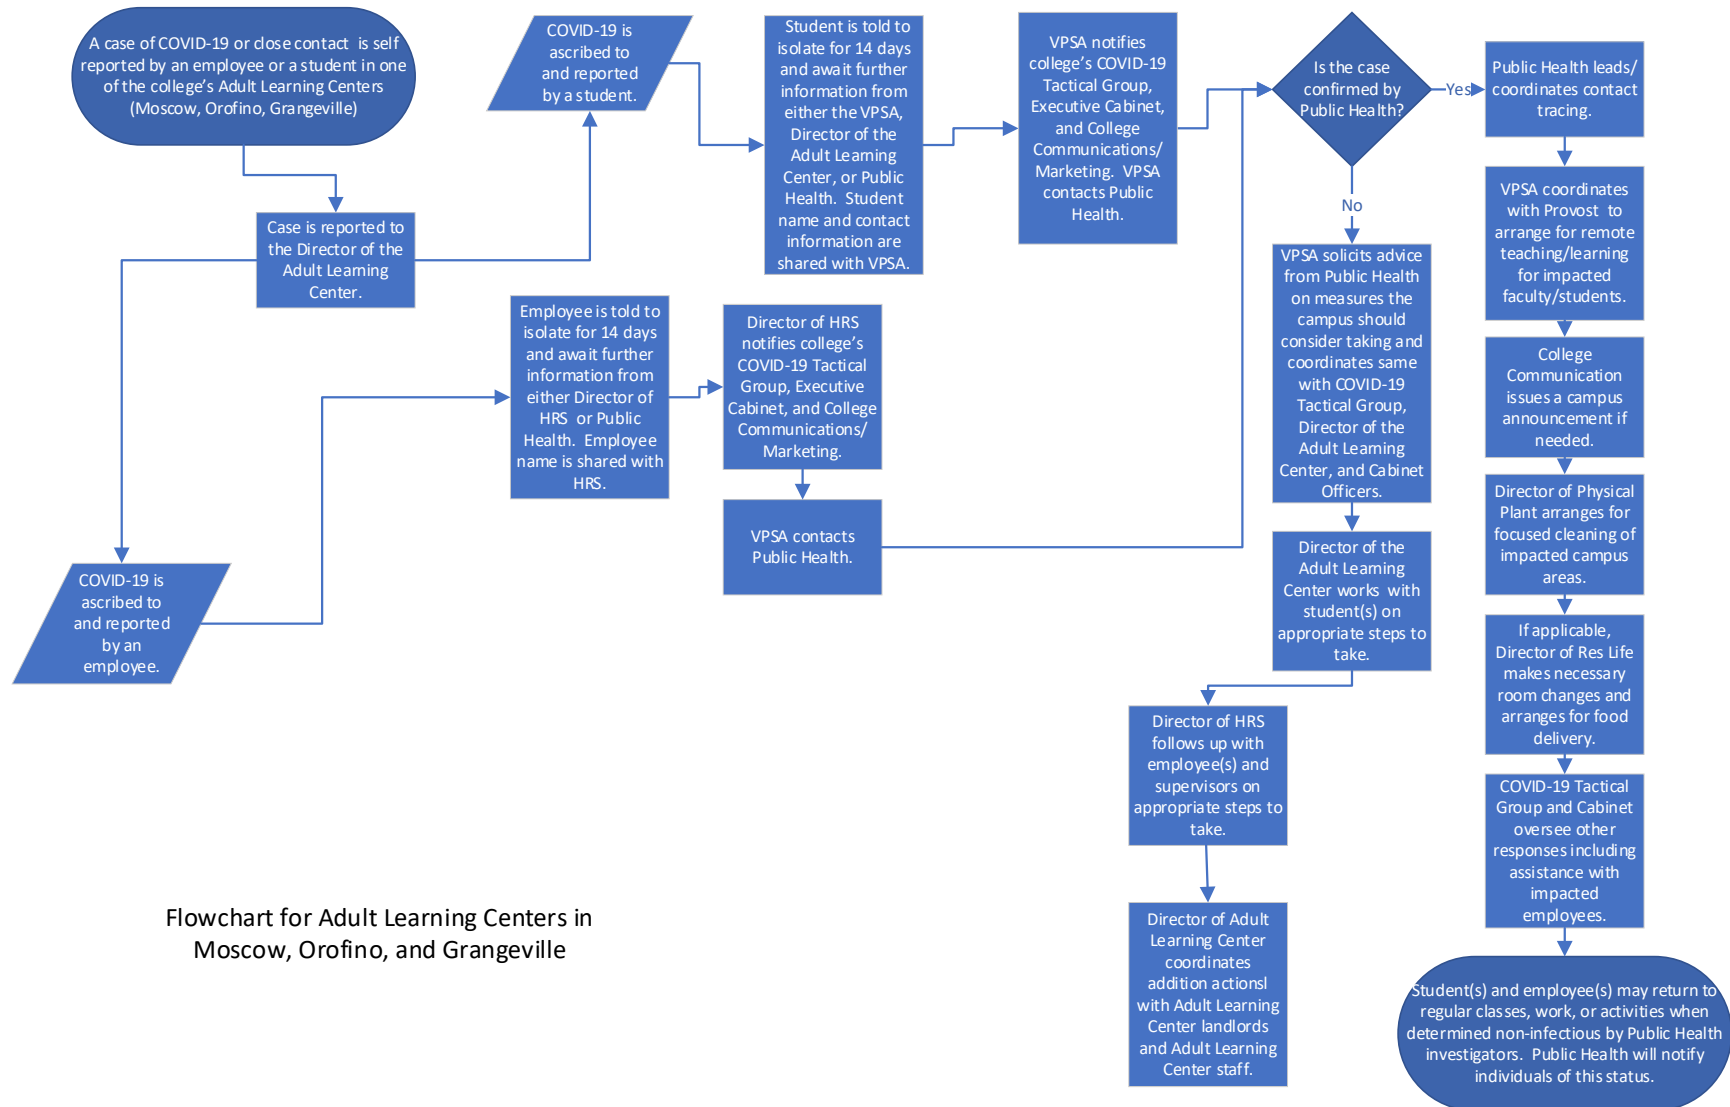 A case of COVID-19 or close contact is self
reported by an employee or a student in one
of the college's Adult Learning Centers
(Moscow, Orofino, Grangeville)
Case is reported to
the Director of the
Adult Learning
Center.
COVID-19 is
ascribed to
and reported
by a student.
Student is told to
isolate for 14 days
and await further
information from
either the VPSA,
Director of the
Adult Learning
Center, or Public
Health. Student
name and contact
information are
shared with VPSA.
VPSA notifies
college's COVID-19
Tactical Group,
Executive Cabinet,
and College
Communications/
Marketing. VPSA
contacts Public
Health.
COVID-19 is
ascribed to
and reported
by an
employee.
Employee is told to
isolate for 14 days
and await further
information from
either Director of
HRS or Public
Health. Employee
name is shared with
HRS.
Director of HRS
notifies college's
COVID-19 Tactical
Group, Executive
Cabinet, and College
Communications/
Marketing.
VPSA contacts
Public Health.
Is the case
confirmed by
Public Health?
Yes
No
VPSA solicits advice
from Public Health
on measures the
campus should
consider taking and
coordinates same
with COVID-19
Tactical Group,
Director of the
Adult Learning
Center, and Cabinet
Officers.
Director of the
Adult Learning
Center works with
student(s) on
appropriate steps to
take.
Director of HRS
follows up with
employee(s) and
supervisors on
appropriate steps to
take.
Director of Adult
Learning Center
coordinates
addition actionsl
with Adult Learning
Center landlords
and Adult Learning
Center staff.
Public Health leads/
coordinates contact
tracing.
VPSA coordinates
with Provost to
arrange for remote
teaching/learning
for impacted
faculty/students.
College
Communication
issues a campus
announcement if
needed.
Director of Physical
Plant arranges for
focused cleaning of
impacted campus
areas.
If applicable,
Director of Res Life
makes necessary
room changes and
arranges for food
delivery.
COVID-19 Tactical
Group and Cabinet
oversee other
responses including
assistance with
impacted
employees.
Student(s) and employee(s) may return to
regular classes, work, or activities when
determined non-infectious by Public Health
investigators. Public Health will notify
individuals of this status.
Flowchart for Adult Learning Centers in
Moscow, Orofino, and Grangeville